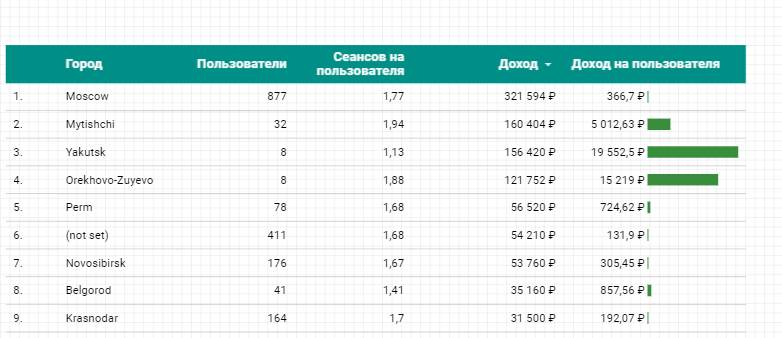 Город Пользователи Сеансов на пользователя Доход Доход на пользователя
1. Moscow 877 1,77 321 594 ₽ 366,7 ₽
2. Mytishchi 32 1,94 160 404 ₽ 5 012,63 ₽
3. Yakutsk 8 1,13 156 420 ₽ 19 552,5 ₽
4. Orekhovo-Zuyevo 8 1,88 121 752 ₽ 15 219 ₽
5. Perm 78 1,68 56 520 ₽ 724,62 ₽
6. (not set) 411 1,68 54 210 ₽ 131,9 ₽
7. Novosibirsk 176 1,67 53 760 ₽ 305,45 ₽
8. Belgorod 41 1,41 35 160 ₽ 857,56 ₽
9. Krasnodar 164 1,7 31 500 ₽ 192,07 ₽